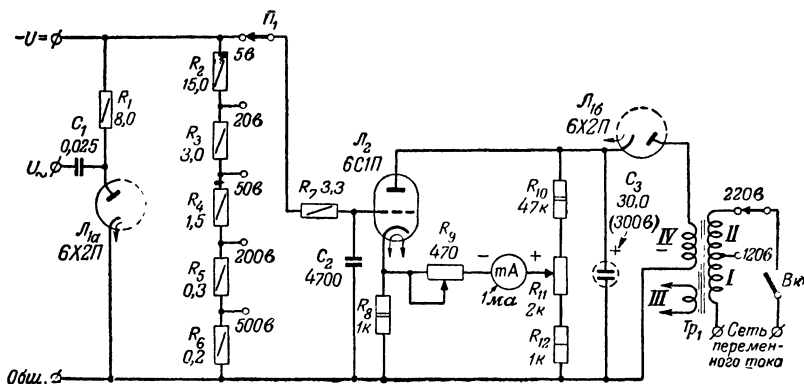 -U=
U~
Общ.
C₁
0,025
R₁
8,0
Л₁ₐ
6Х2П
R₂
15,0
R₃
3,0
R₄
1,5
R₅
0,3
R₆
0,2
П₁
5в
20в
50в
200в
500в
R₇ 3,3
C₂
4700
Л₂
6С1П
R₈
1к
R₉
470
-
mA
+
1ма
R₁₀
47к
R₁₁
2к
R₁₂
1к
Л₁б
6Х2П
C₃
30,0
(300в)
+
IV
III
II
I
Тр₁
220в
120в
Вк
Сеть
перемен-
ного тока